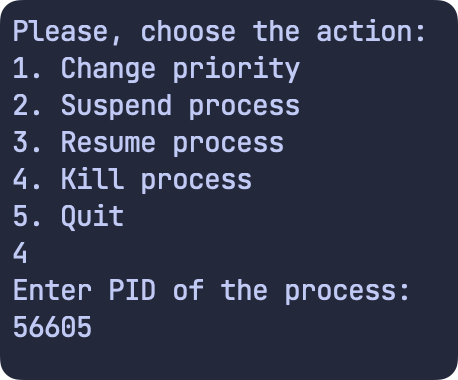 Please, choose the action:
1. Change priority
2. Suspend process
3. Resume process
4. Kill process
5. Quit
4
Enter PID of the process:
56605